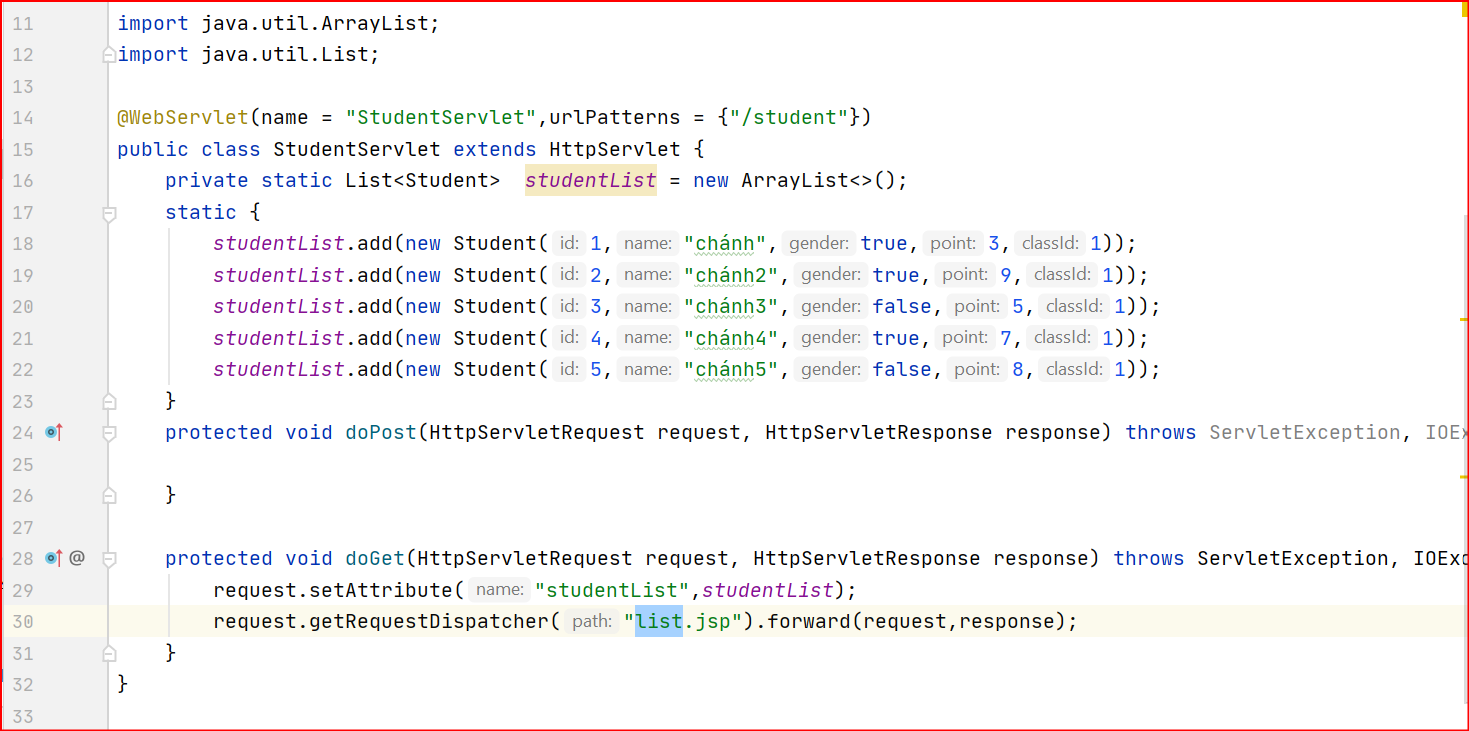 11 import java.util.ArrayList;
12 import java.util.List;
13
14 @WebServlet(name = "StudentServlet",urlPatterns = {"/student"})
15 public class StudentServlet extends HttpServlet {
16 private static List<Student> studentList = new ArrayList<>();
17 static {
18 studentList.add(new Student( id: 1, name: "chánh", gender: true, point: 3, classId: 1));
19 studentList.add(new Student( id: 2, name: "chánh2", gender: true, point: 9, classId: 1));
20 studentList.add(new Student( id: 3, name: "chánh3", gender: false, point: 5, classId: 1));
21 studentList.add(new Student( id: 4, name: "chánh4", gender: true, point: 7, classId: 1));
22 studentList.add(new Student( id: 5, name: "chánh5", gender: false, point: 8, classId: 1));
23 }
24 protected void doPost(HttpServletRequest request, HttpServletResponse response) throws ServletException, IOEx
25
26 }
27
28 @ protected void doGet(HttpServletRequest request, HttpServletResponse response) throws ServletException, IOExc
29 request.setAttribute( name: "studentList",studentList);
30 request.getRequestDispatcher( path: "list.jsp").forward(request,response);
31 }
32 }
33